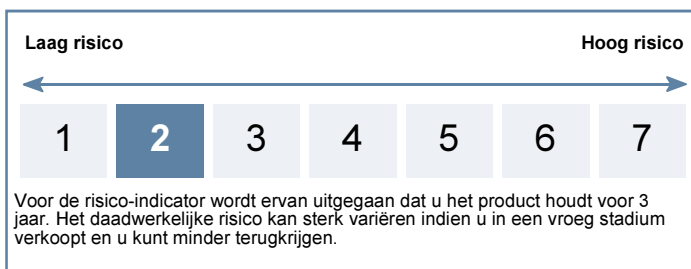 Laag risico Hoog risico
1 2 3 4 5 6 7
Voor de risico-indicator wordt ervan uitgegaan dat u het product houdt voor 3
jaar. Het daadwerkelijke risico kan sterk variëren indien u in een vroeg stadium
verkoopt en u kunt minder terugkrijgen.